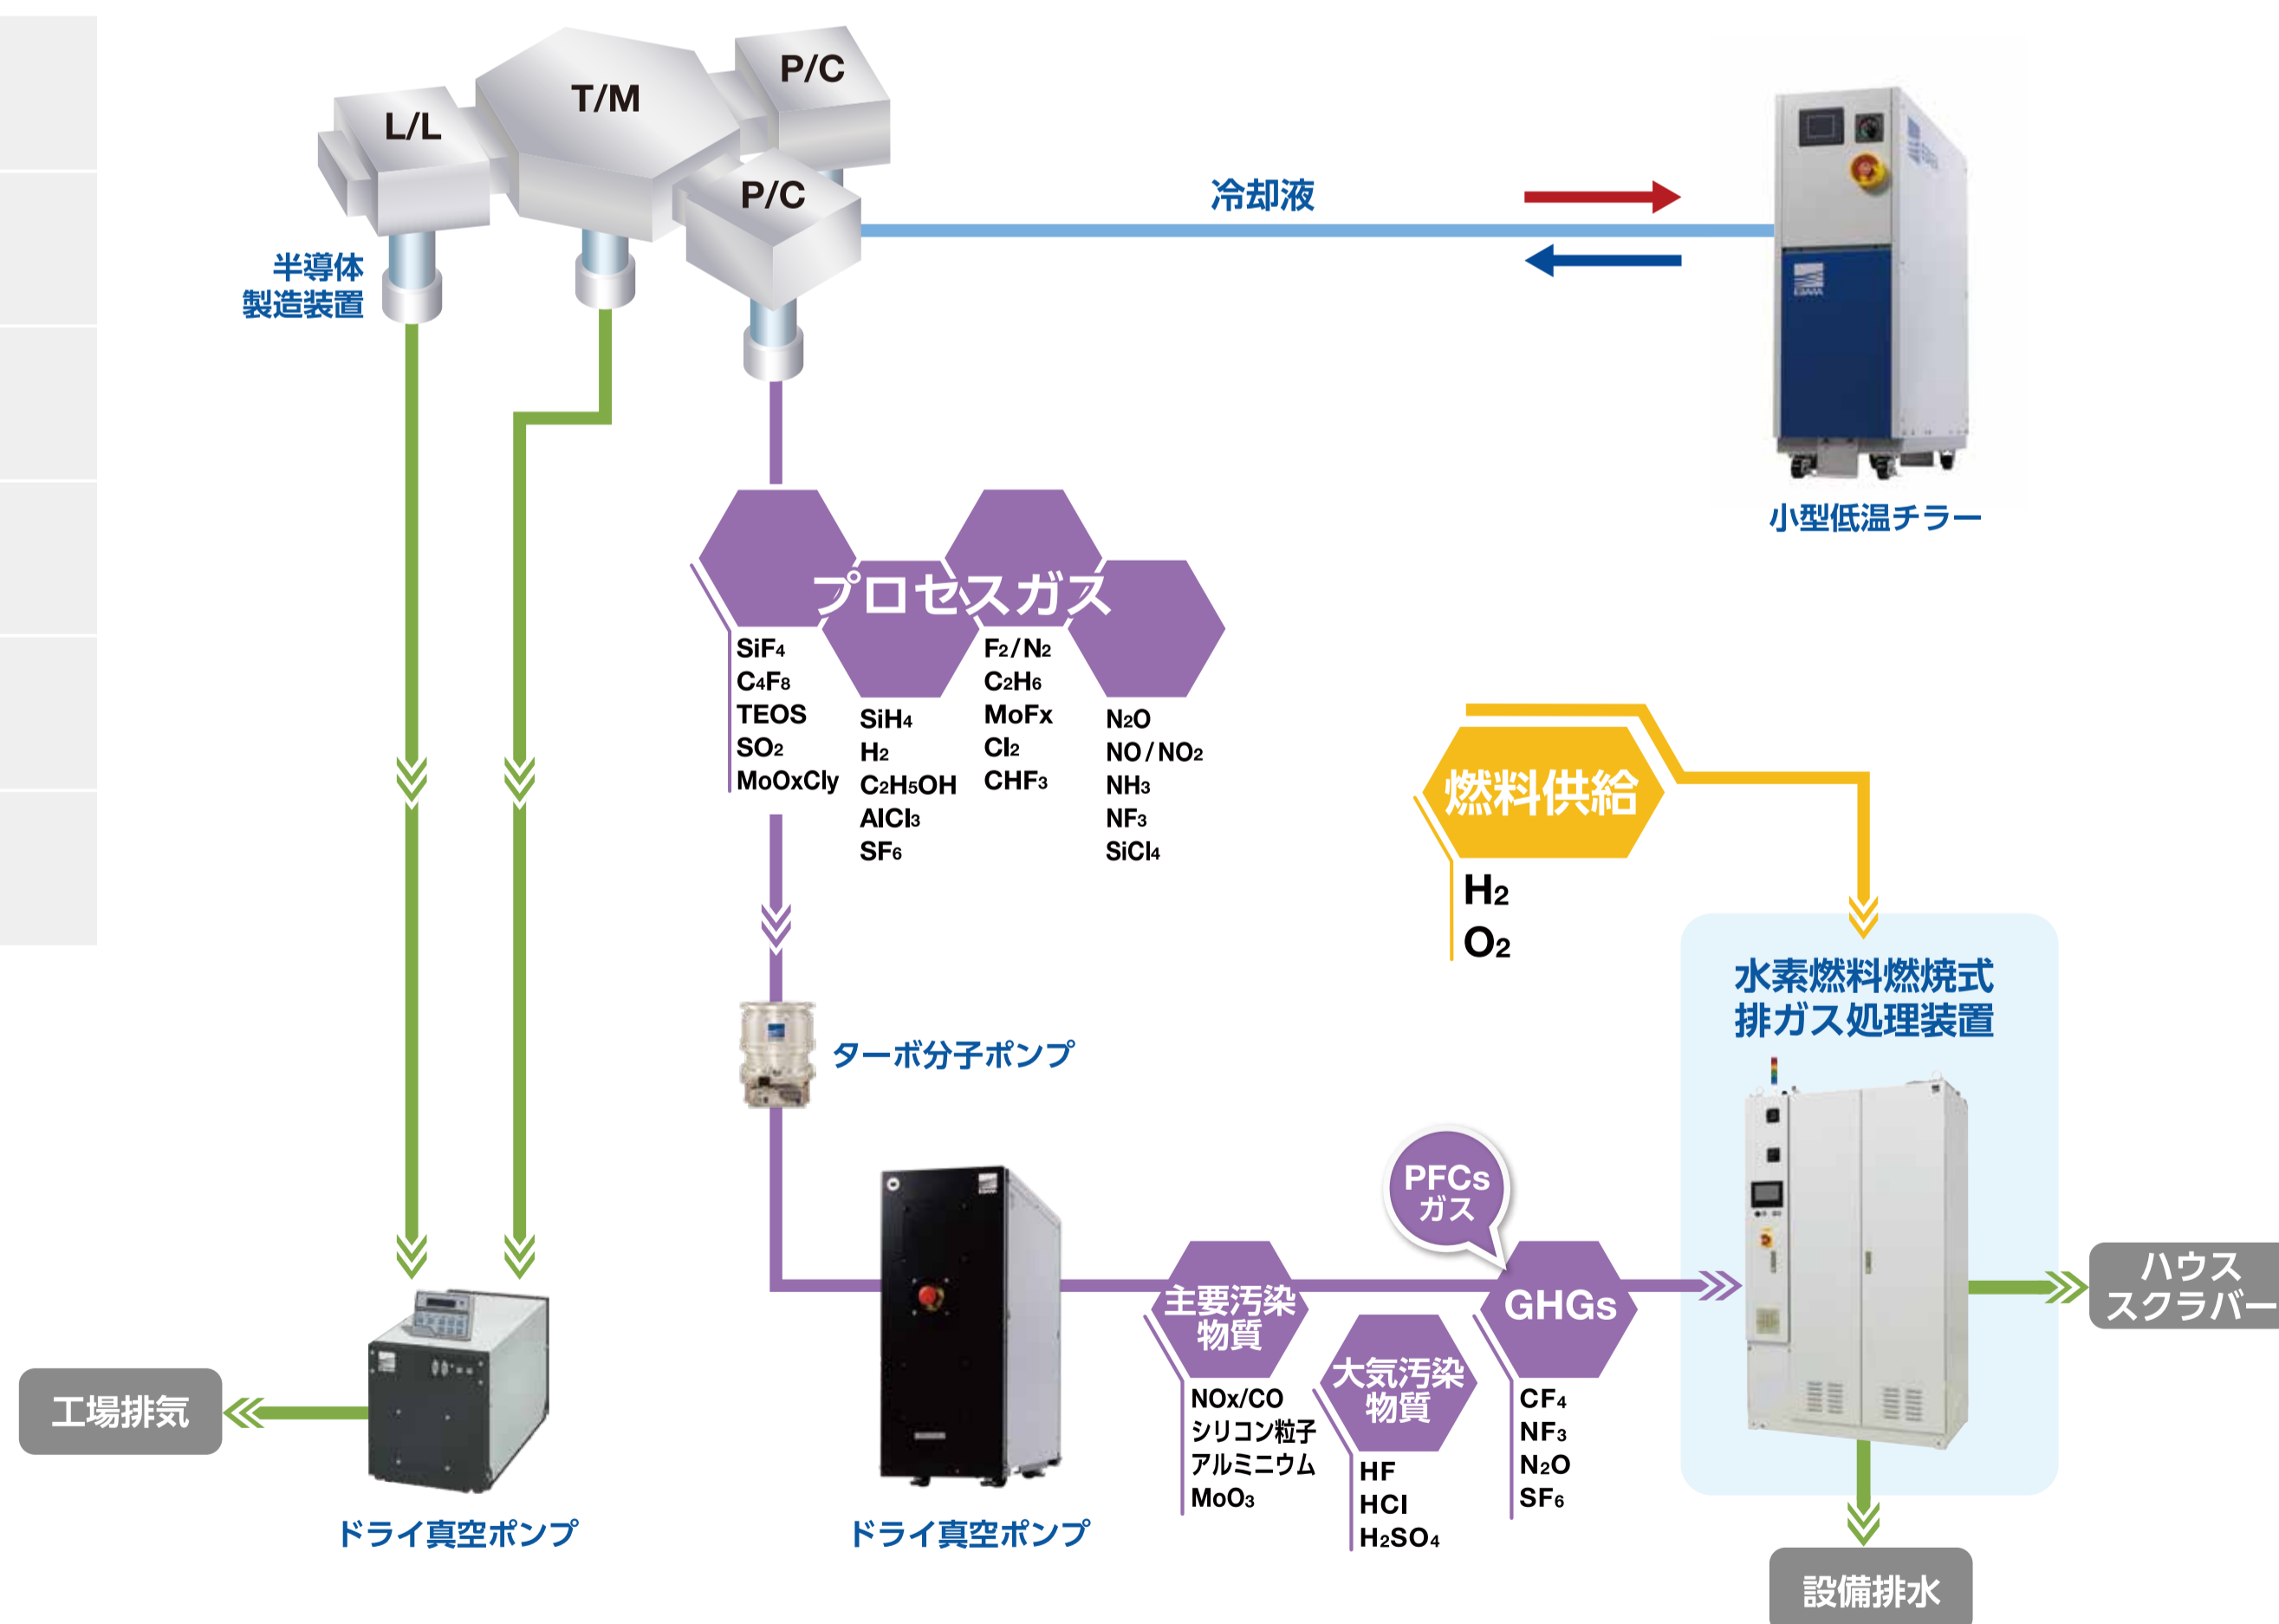 P/C
T/M
L/L
P/C
半導体
製造装置
冷却液
EBARA
小型低温チラー
プロセスガス
SiF4
C4F8
TEOS
SO2
MoOxCly
SiH4
H2
C2H5OH
AlCl3
SF6
F2/N2
C2H6
MoFx
Cl2
CHF3
N2O
NO/NO2
NH3
NF3
SiCl4
燃料供給
H2
O2
水素燃料燃焼式
排ガス処理装置
ターボ分子ポンプ
PFCs
ガス
主要汚染
物質
NOx/CO
シリコン粒子
アルミニウム
MoO3
大気汚染
物質
HF
HCl
H2SO4
GHGs
CF4
NF3
N2O
SF6
ハウス
スクラバー
工場排気
ドライ真空ポンプ
ドライ真空ポンプ
設備排水